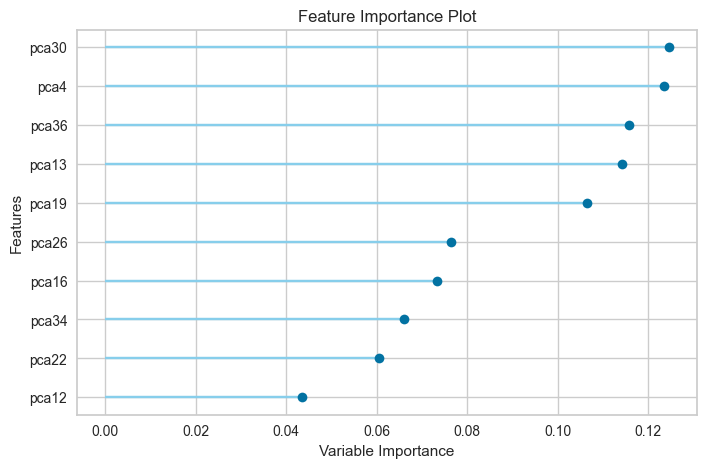 Feature Importance Plot
pca30
pca4
pca36
pca13
pca19
pca26
pca16
pca34
pca22
pca12
Features
0.00 0.02 0.04 0.06 0.08 0.10 0.12
Variable Importance